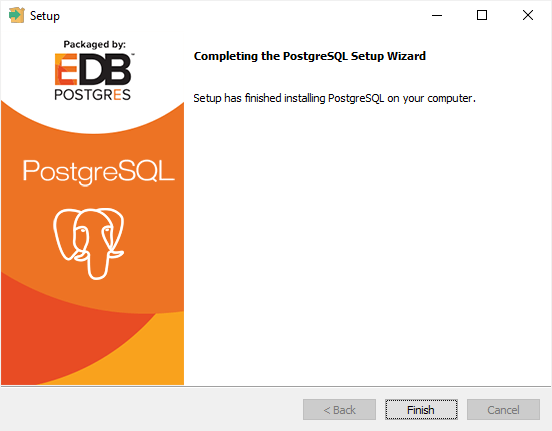 Setup
Packaged by:
EDB™
POSTGRES
PostgreSQL
Completing the PostgreSQL Setup Wizard
Setup has finished installing PostgreSQL on your computer.
< Back
Finish
Cancel